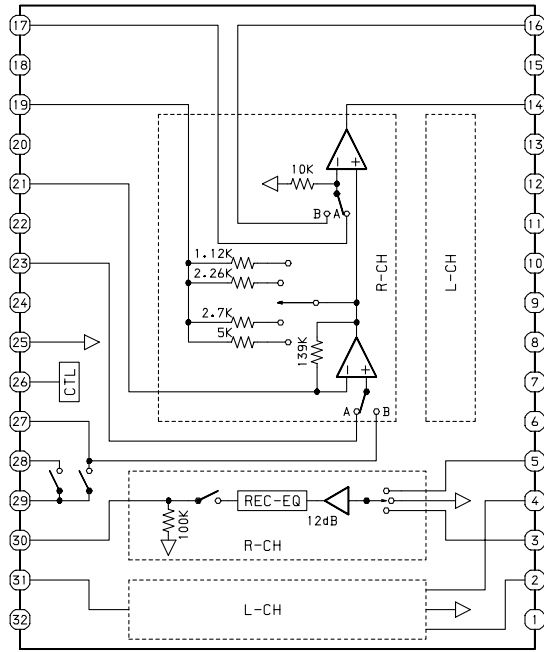 17
16
18
15
19
14
20
13
10K
21
12
B
A
22
11
1.12K
23
10
2.26K
R-CH
L-CH
24
9
2.7K
5K
139K
25
8
26
CTL
7
A
B
27
6
28
5
REC-EQ
29
4
12dB
100K
30
R-CH
3
31
2
L-CH
32
1